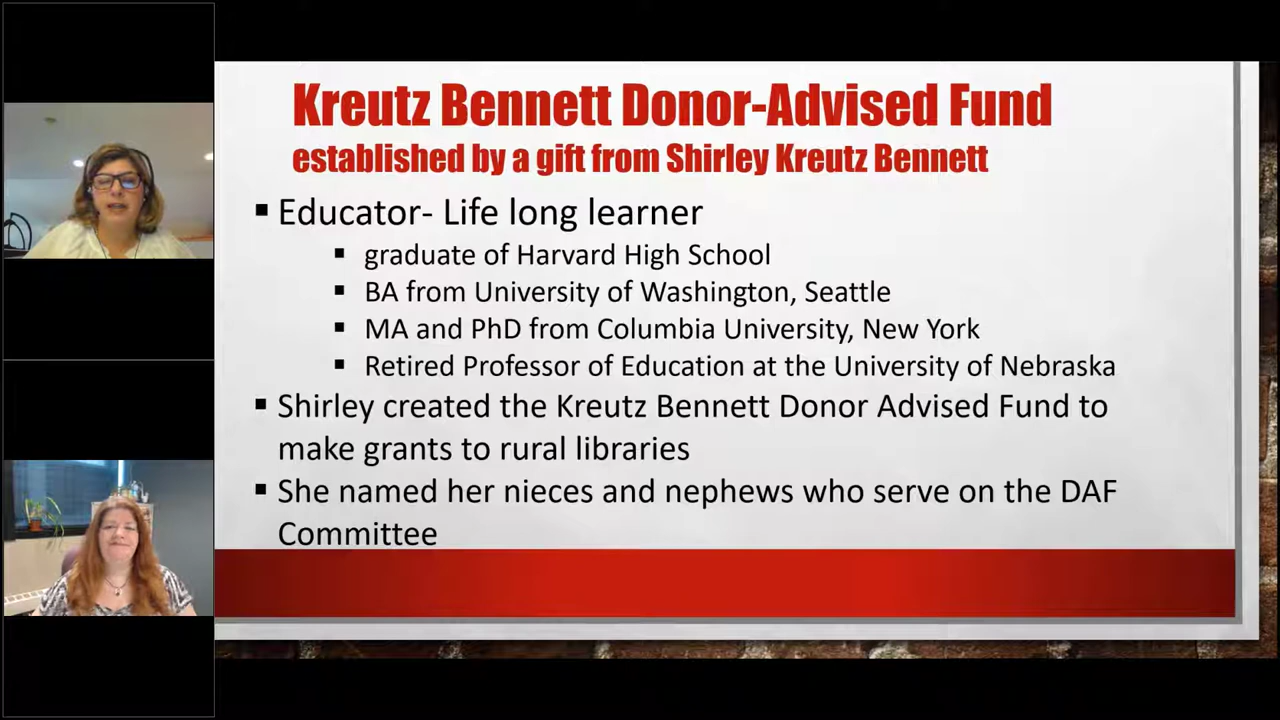 Kreutz Bennett Donor-Advised Fund
established by a gift from Shirley Kreutz Bennett
▪ Educator- Life long learner
▪ graduate of Harvard High School
▪ BA from University of Washington, Seattle
▪ MA and PhD from Columbia University, New York
▪ Retired Professor of Education at the University of Nebraska
▪ Shirley created the Kreutz Bennett Donor Advised Fund to
make grants to rural libraries
▪ She named her nieces and nephews who serve on the DAF
Committee